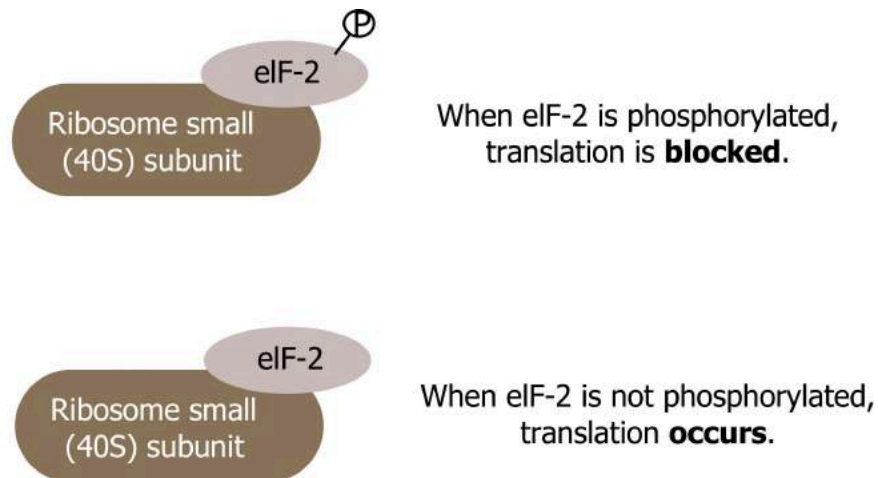 P
eIF-2
Ribosome small
(40S) subunit
When eIF-2 is phosphorylated,
translation is blocked.
eIF-2
Ribosome small
(40S) subunit
When eIF-2 is not phosphorylated,
translation occurs.